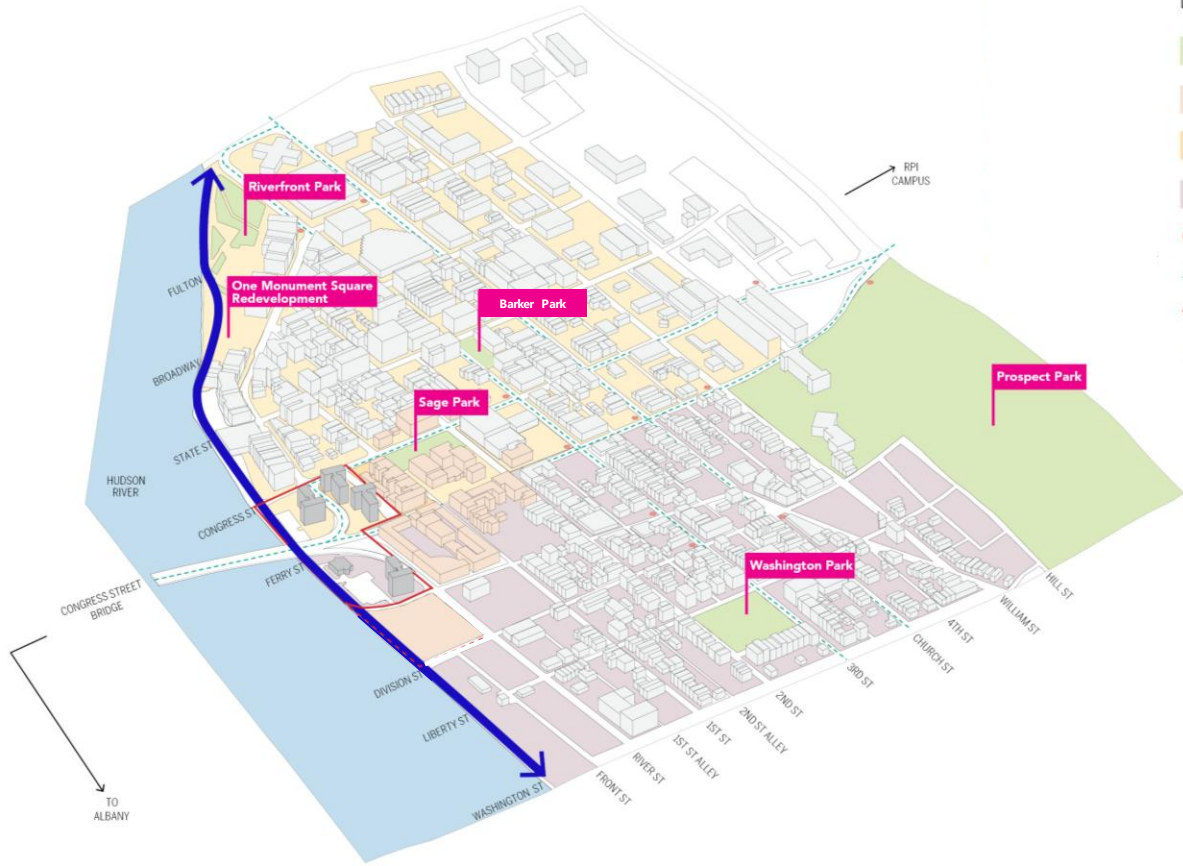 RPI
CAMPUS
Riverfront Park
FULTON
One Monument Square
Redevelopment
Barker Park
BROADWAY
Prospect Park
Sage Park
STATE ST
HUDSON
RIVER
CONGRESS ST
FERRY ST
Washington Park
CONGRESS STREET
BRIDGE
HILL ST
WILLIAM ST
4TH ST
CHURCH ST
3RD ST
DIVISION ST
2ND ST
2ND ST ALLEY
LIBERTY ST
1ST ST
1ST ST ALLEY
RIVER ST
FRONT ST
WASHINGTON ST
TO
ALBANY